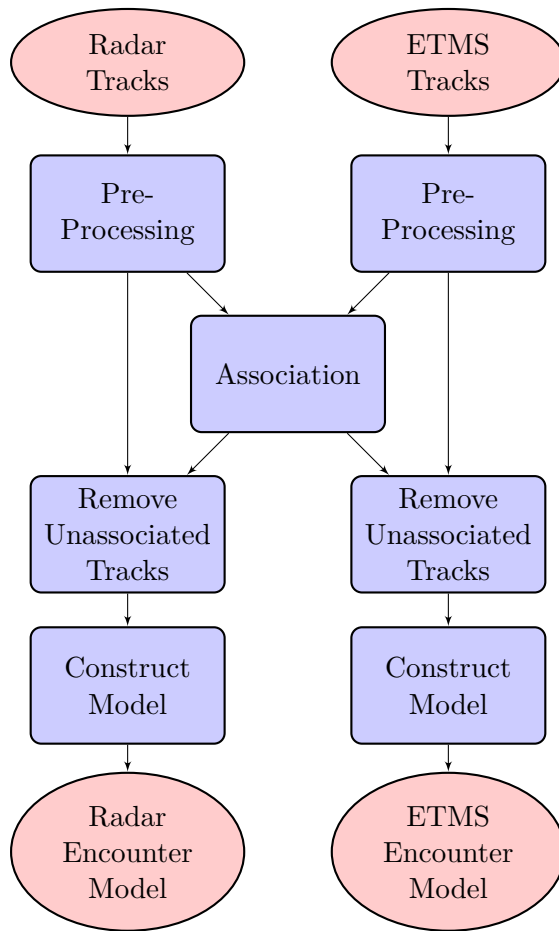 Radar
Tracks
ETMS
Tracks
Pre-
Processing
Pre-
Processing
Association
Remove
Unassociated
Tracks
Remove
Unassociated
Tracks
Construct
Model
Construct
Model
Radar
Encounter
Model
ETMS
Encounter
Model